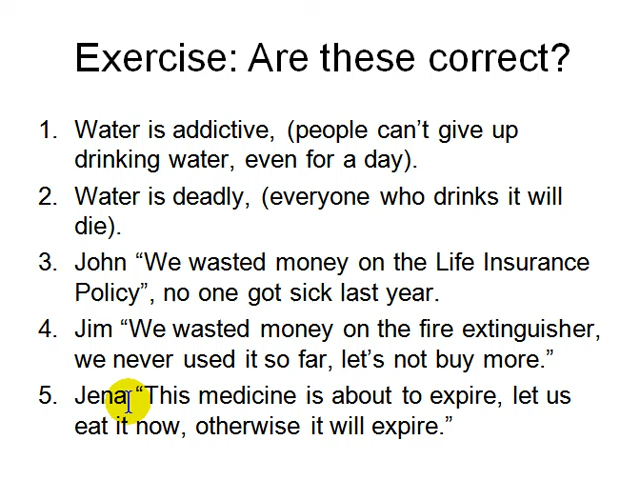 Exercise: Are these correct?
1. Water is addictive, (people can’t give up
drinking water, even for a day).
2. Water is deadly, (everyone who drinks it will
die).
3. John “We wasted money on the Life Insurance
Policy”, no one got sick last year.
4. Jim “We wasted money on the fire extinguisher,
we never used it so far, let’s not buy more.”
5. Jena “This medicine is about to expire, let us
eat it now, otherwise it will expire.”